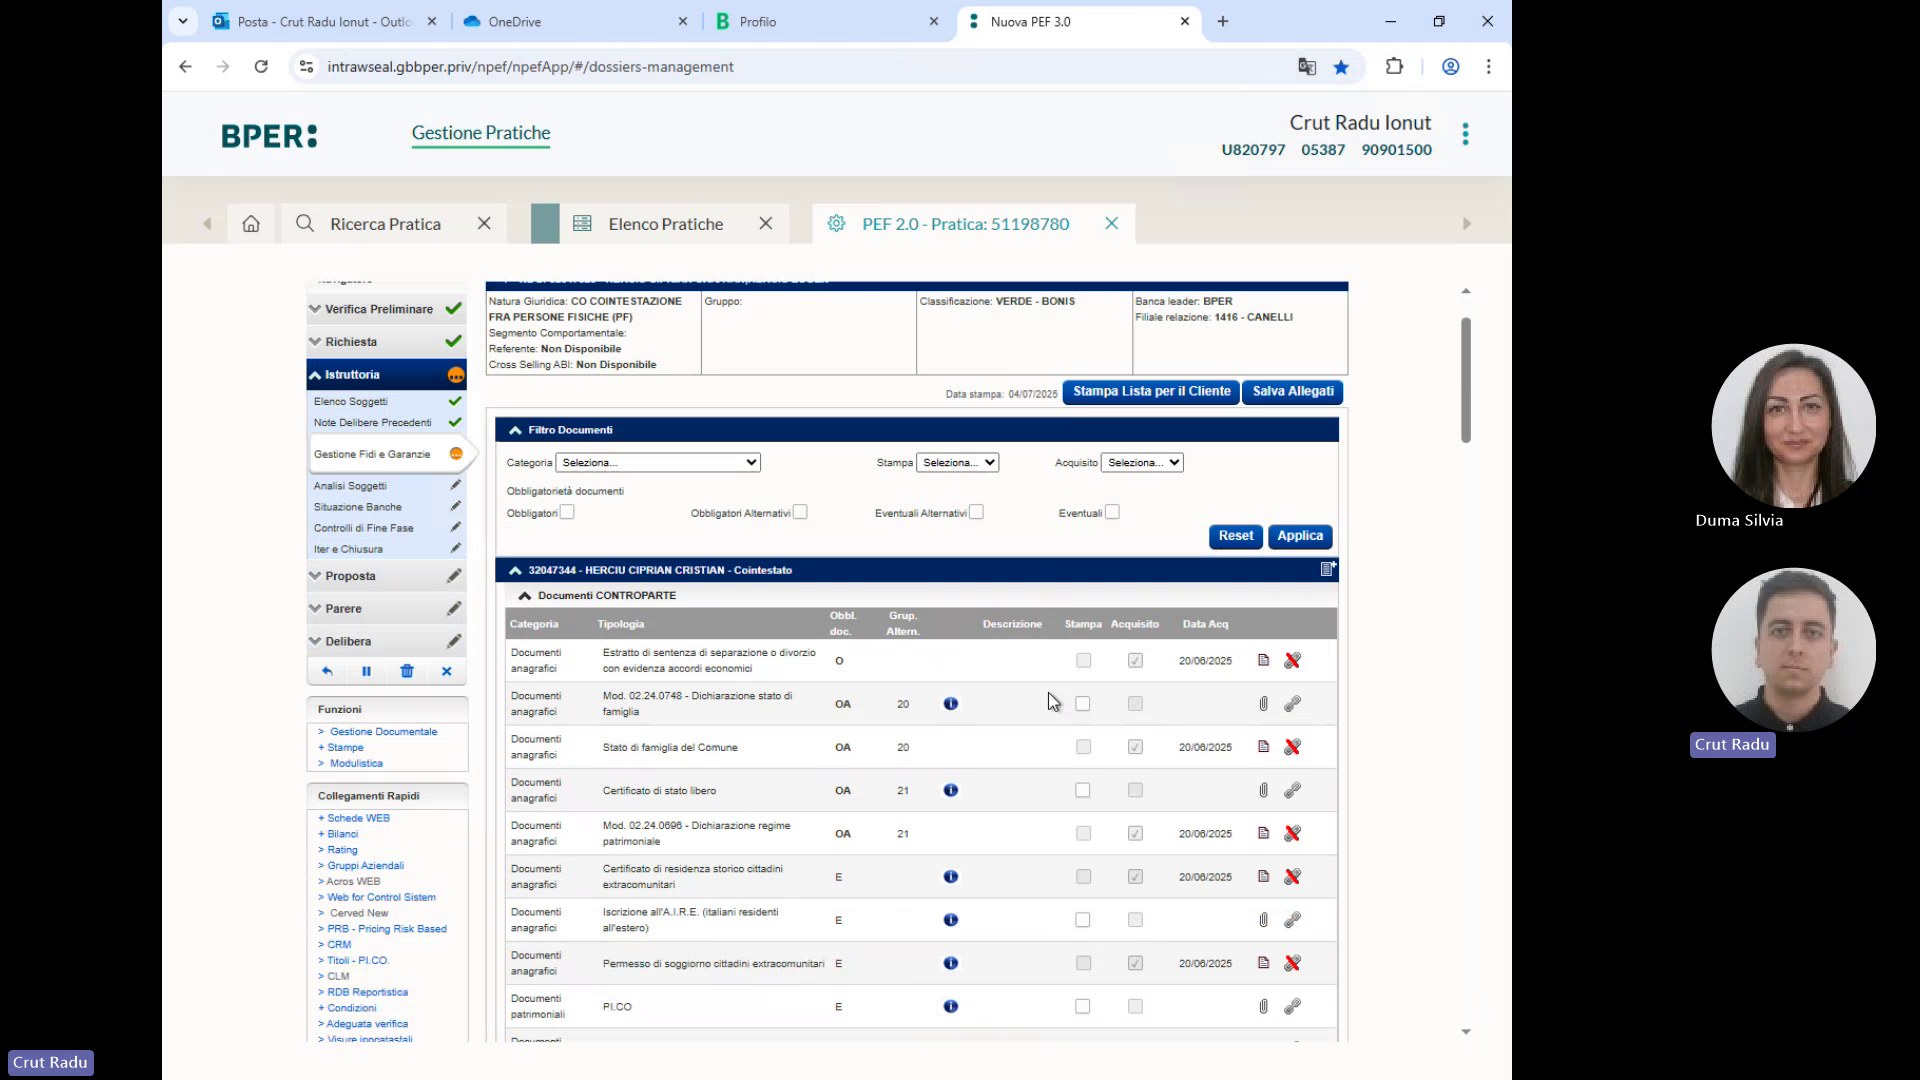 Posta - Crut Radu Ionut - Outlo
OneDrive
Profilo
Nuova PEF 3.0
intrawseal.gbbper.priv/npef/npefApp/#/dossiers-management
BPER:
Gestione Pratiche
Crut Radu Ionut
U820797 05387 90901500
Ricerca Pratica
Elenco Pratiche
PEF 2.0 - Pratica: 51198780
Verifica Preliminare
Richiesta
Istruttoria
Elenco Soggetti
Note Delibere Precedenti
Gestione Fidi e Garanzie
Analisi Soggetti
Situazione Banche
Controlli di Fine Fase
Iter e Chiusura
Proposta
Parere
Delibera
Funzioni
> Gestione Documentale
+ Stampe
> Modulistica
Collegamenti Rapidi
+ Schede WEB
+ Bilanci
> Rating
> Gruppi Aziendali
> Acros WEB
> Web for Control Sistem
> Cerved New
> PRB - Pricing Risk Based
> CRM
> Titoli - PI.CO.
> CLM
> RDB Reportistica
+ Condizioni
> Adeguata verifica
> Visure ipocatastali
Natura Giuridica: CO COINTESTAZIONE
FRA PERSONE FISICHE (PF)
Segmento Comportamentale:
Referente: Non Disponibile
Cross Selling ABI: Non Disponibile
Gruppo:
Classificazione: VERDE - BONIS
Banca leader: BPER
Filiale relazione: 1416 - CANELLI
Data stampa: 04/07/2025
Stampa Lista per il Cliente
Salva Allegati
Filtro Documenti
Categoria Seleziona...
Stampa Seleziona...
Acquisito Seleziona...
Obbligatorietà documenti
Obbligatori
Obbligatori Alternativi
Eventuali Alternativi
Eventuali
Reset
Applica
32047344 - HERCIU CIPRIAN CRISTIAN - Cointestato
Documenti CONTROPARTE
Categoria Tipologia Obbl. doc. Grup. Altern. Descrizione Stampa Acquisito Data Acq
Documenti anagrafici Estratto di sentenza di separazione o divorzio con evidenza accordi economici O 20/06/2025
Documenti anagrafici Mod. 02.24.0748 - Dichiarazione stato di famiglia OA 20
Documenti anagrafici Stato di famiglia del Comune OA 20 20/06/2025
Documenti anagrafici Certificato di stato libero OA 21
Documenti anagrafici Mod. 02.24.0696 - Dichiarazione regime patrimoniale OA 21 20/06/2025
Documenti anagrafici Certificato di residenza storico cittadini extracomunitari E 20/06/2025
Documenti anagrafici Iscrizione all'A.I.R.E. (italiani residenti all'estero) E
Documenti anagrafici Permesso di soggiorno cittadini extracomunitari E 20/06/2025
Documenti patrimoniali PI.CO E
Duma Silvia
Crut Radu
Crut Radu